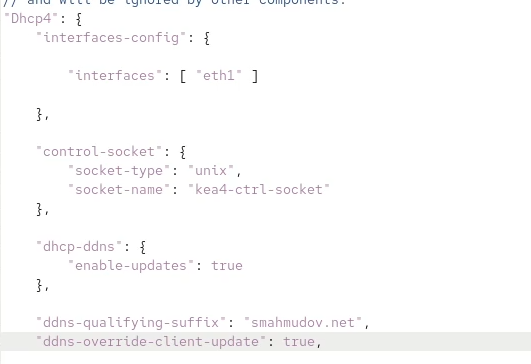 // and will be ignored by other components.
"Dhcp4": {
"interfaces-config": {
"interfaces": [ "eth1" ]
},
"control-socket": {
"socket-type": "unix",
"socket-name": "kea4-ctrl-socket"
},
"dhcp-ddns": {
"enable-updates": true
},
"ddns-qualifying-suffix": "smahmudov.net",
"ddns-override-client-update": true,